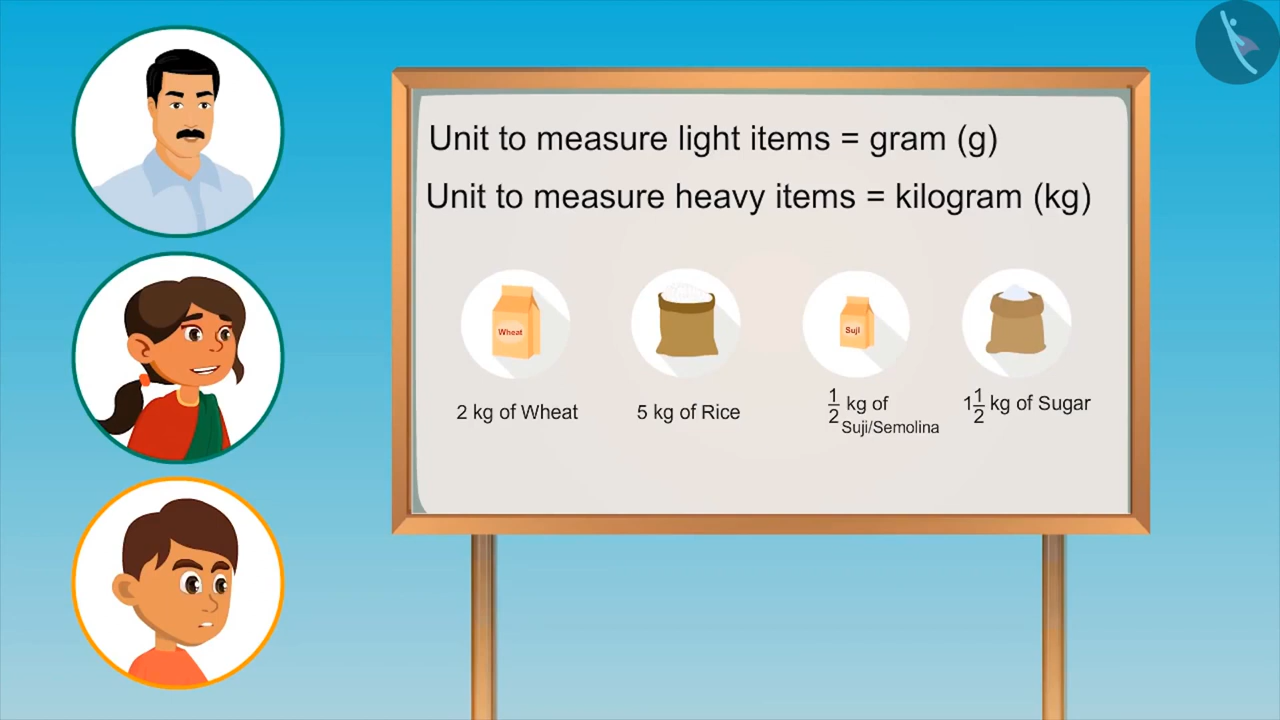 Unit to measure light items = gram (g)
Unit to measure heavy items = kilogram (kg)
Wheat
Suji
2 kg of Wheat
5 kg of Rice
1/2 kg of
Suji/Semolina
1 1/2 kg of Sugar